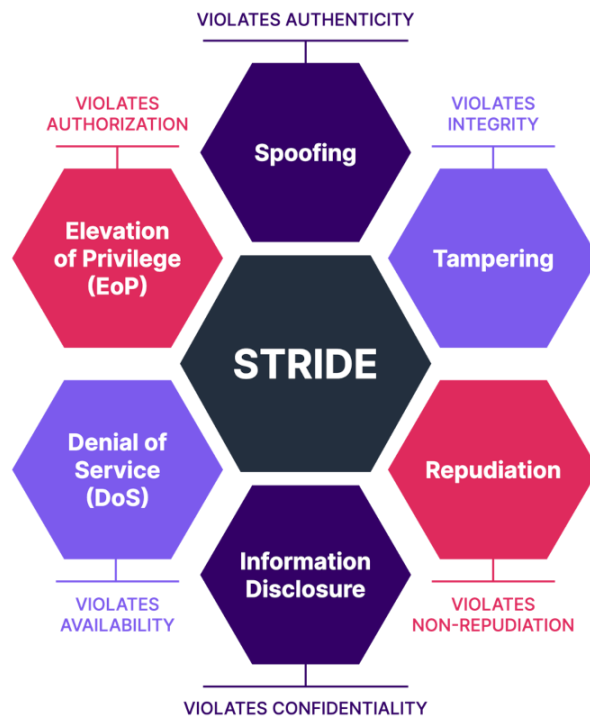 VIOLATES AUTHENTICITY
Spoofing
VIOLATES
INTEGRITY
Tampering
Repudiation
VIOLATES
NON-REPUDIATION
Information
Disclosure
VIOLATES CONFIDENTIALITY
Denial of
Service
(DoS)
VIOLATES
AVAILABILITY
VIOLATES
AUTHORIZATION
Elevation
of Privilege
(EoP)
STRIDE